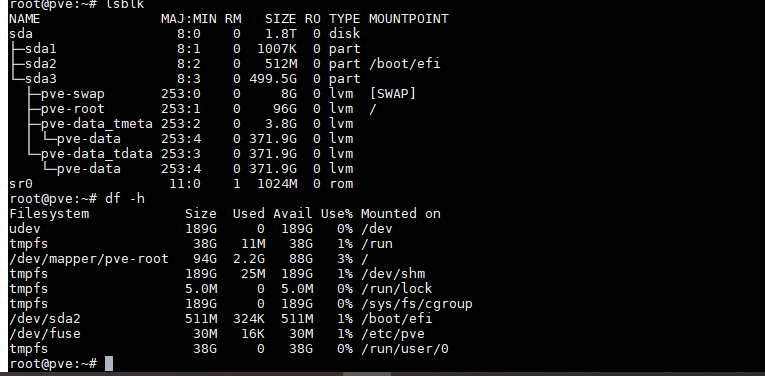 root@pve:~# lsblk
NAME                 MAJ:MIN RM   SIZE RO TYPE MOUNTPOINT
sda                    8:0    0   1.8T  0 disk
├─sda1                 8:1    0  1007K  0 part
├─sda2                 8:2    0   512M  0 part /boot/efi
└─sda3                 8:3    0 499.5G  0 part
  ├─pve-swap         253:0    0     8G  0 lvm  [SWAP]
  ├─pve-root         253:1    0    96G  0 lvm  /
  ├─pve-data_tmeta   253:2    0   3.8G  0 lvm
  │ └─pve-data       253:4    0 371.9G  0 lvm
  └─pve-data_tdata   253:3    0 371.9G  0 lvm
    └─pve-data       253:4    0 371.9G  0 lvm
sr0                   11:0    1  1024M  0 rom
root@pve:~# df -h
Filesystem            Size  Used Avail Use% Mounted on
udev                  189G     0  189G   0% /dev
tmpfs                  38G   11M   38G   1% /run
/dev/mapper/pve-root   94G  2.2G   88G   3% /
tmpfs                 189G   25M  189G   1% /dev/shm
tmpfs                 5.0M     0  5.0M   0% /run/lock
tmpfs                 189G     0  189G   0% /sys/fs/cgroup
/dev/sda2             511M  324K  511M   1% /boot/efi
/dev/fuse              30M   16K   30M   1% /etc/pve
tmpfs                  38G     0   38G   0% /run/user/0
root@pve:~#